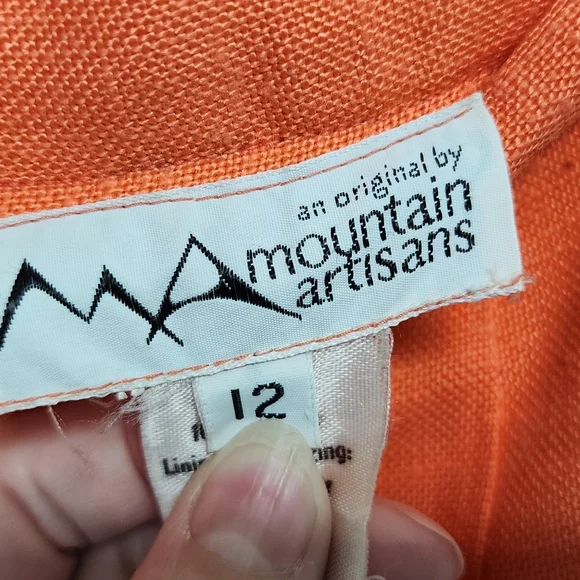 an original by
mountain
artisans
12